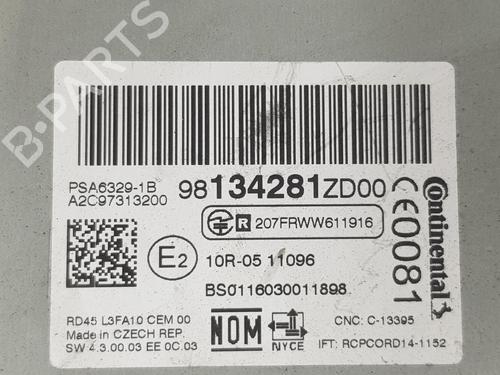 PSA6329-1B
A2C97313200
98134281ZD00
R 207FRWW611916
E2
10R-05 11096
BS0116030011898
RD45 L3FA10 CEM 00
Made in CZECH REP.
SW 4.3.00.03 EE 0C.03
NOM
NYCE
CNC: C-13395
IFT: RCPCORD14-1152
CE0081
Continental
B-PARTS